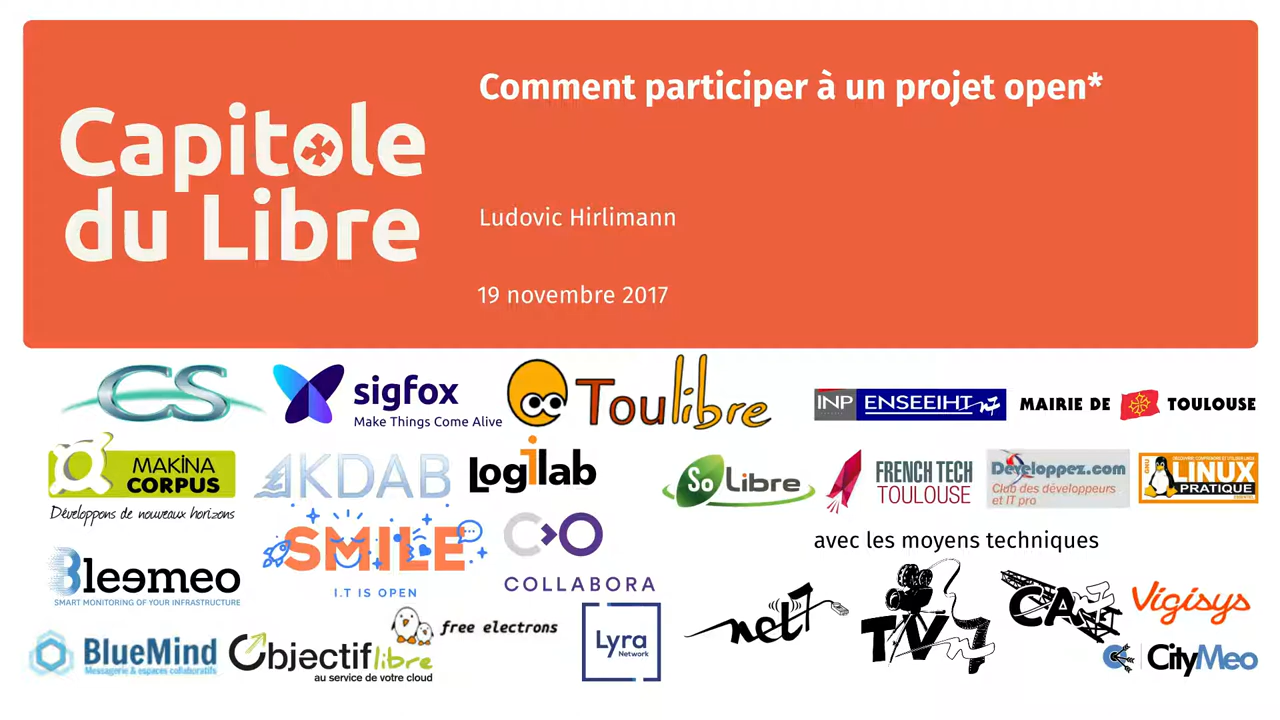 Comment participer à un projet open*
Capitole
du Libre
Ludovic Hirlimann
19 novembre 2017
CS
sigfox
Make Things Come Alive
Toulibre
INP ENSEEIHT n7
MAIRIE DE TOULOUSE
MAKINA
CORPUS
Développons de nouveaux horizons
KDAB
Logilab
So Libre
FRENCH TECH
TOULOUSE
Developpez.com
Club des développeurs
et IT pro
LINUX
PRATIQUE
SMILE
I.T IS OPEN
COLLABORA
avec les moyens techniques
Bleemeo
SMART MONITORING OF YOUR INFRASTRUCTURE
net7
TV7
CA
Vigisys
BlueMind
Messagerie & espaces collaboratifs
Objectif libre
au service de votre cloud
free electrons
Lyra
Network
CityMeo